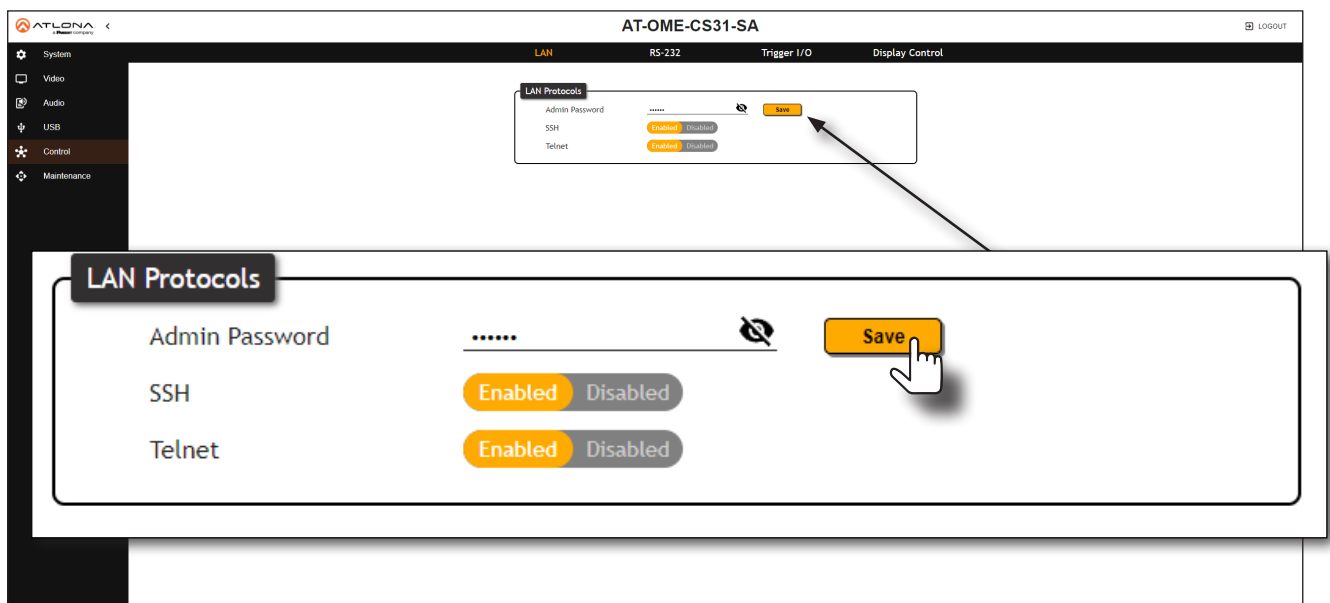 ATLONA
a Panduit company
AT-OME-CS31-SA
LOGOUT
System
Video
Audio
USB
Control
Maintenance
LAN RS-232 Trigger I/O Display Control
LAN Protocols
Admin Password •••••• Save
SSH Enabled Disabled
Telnet Enabled Disabled
LAN Protocols
Admin Password •••••• Save
SSH Enabled Disabled
Telnet Enabled Disabled